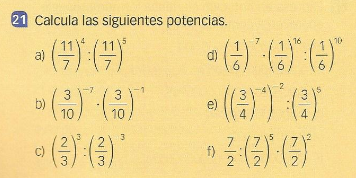 21 Calcula las siguientes potencias.
a) (11/7)^4 : (11/7)^5
d) (1/6)^7 · (1/6)^16 : (1/6)^10
b) (3/10)^-7 · (3/10)^-1
e) ((3/4)^-4)^-2 : (3/4)^5
c) (2/3)^3 : (2/3)^3
f) 7/2 : (7/2)^5 · (7/2)^2